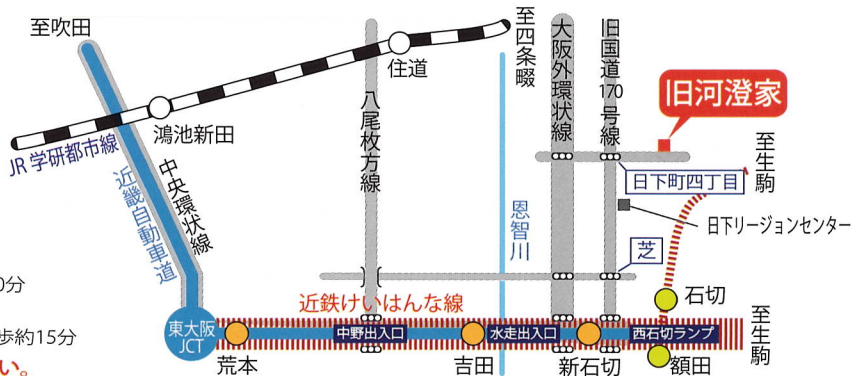 至吹田
住道
至四条畷
大阪外環状線
旧国道170号線
旧河澄家
鴻池新田
八尾枚方線
至生駒
JR学研都市線
中央環状線
近畿自動車道
日下町四丁目
恩智川
日下リージョンセンター
芝
0分
近鉄けいはんな線
石切
歩約15分
東大阪
JCT
中野出入口
水走出入口
西石切ランプ
至生駒
い。
荒本
吉田
新石切
額田